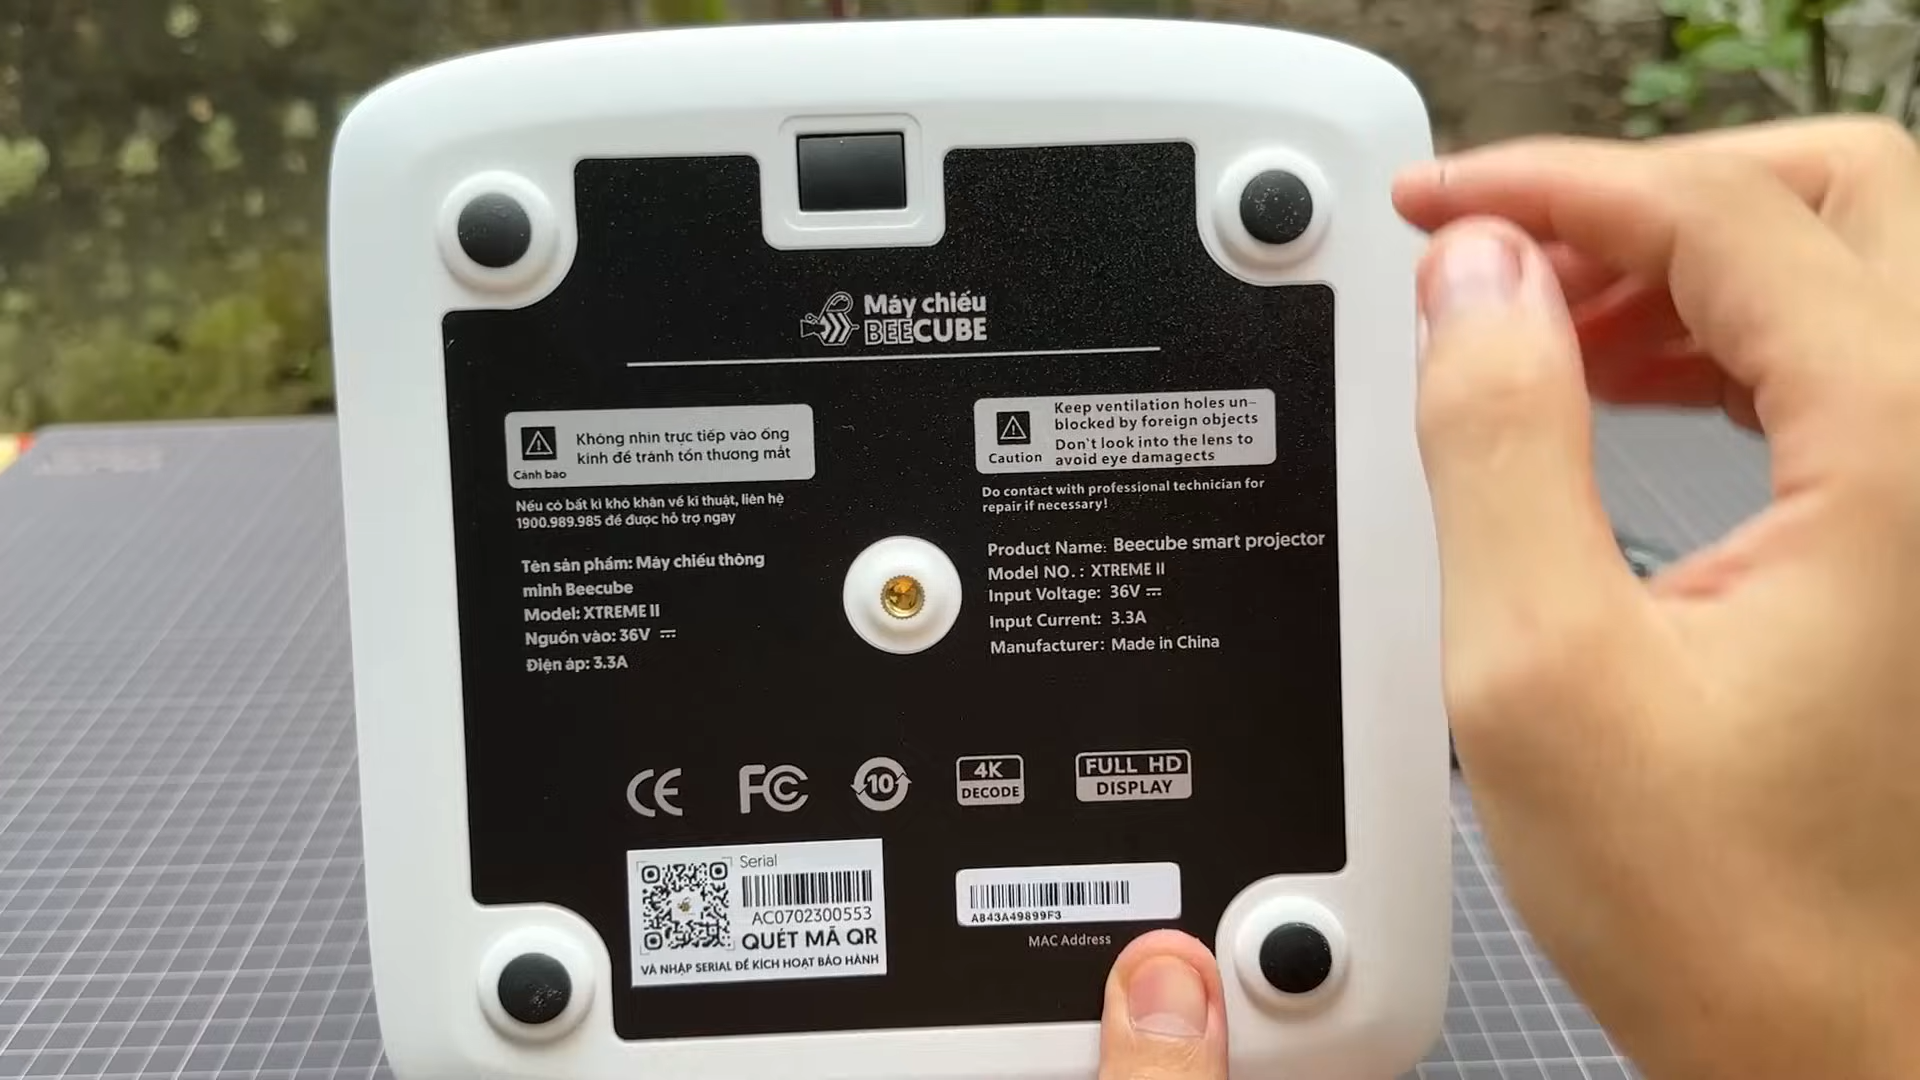 Máy chiếu
BEECUBE
Cảnh báo
Không nhìn trực tiếp vào ống
kính để tránh tổn thương mắt
Nếu có bất kì khó khăn về kĩ thuật, liên hệ
1900.989.985 để được hỗ trợ ngay
Tên sản phẩm: Máy chiếu thông
minh Beecube
Model: XTREME II
Nguồn vào: 36V
Điện áp: 3.3A
Caution
Keep ventilation holes un-
blocked by foreign objects
Don't look into the lens to
avoid eye damagects
Do contact with professional technician for
repair if necessary!
Product Name: Beecube smart projector
Model NO.: XTREME II
Input Voltage: 36V
Input Current: 3.3A
Manufacturer: Made in China
CE
FC
10
4K
DECODE
FULL HD
DISPLAY
Serial
AC0702300553
QUÉT MÃ QR
VÀ NHẬP SERIAL ĐỂ KÍCH HOẠT BẢO HÀNH
A843A49899F3
MAC Address